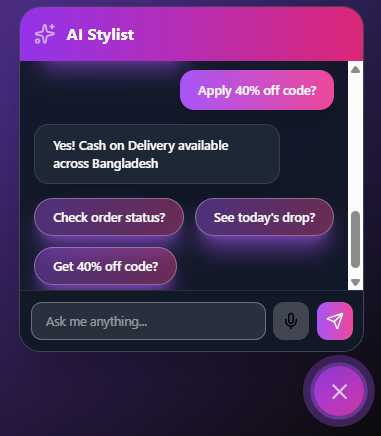 AI Stylist
Apply 40% off code?
Yes! Cash on Delivery available
across Bangladesh
Check order status?
See today's drop?
Get 40% off code?
Ask me anything...